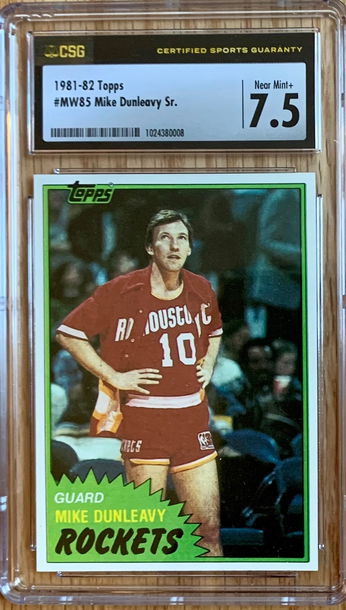 CSG
CERTIFIED SPORTS GUARANTY
1981-82 Topps
#MW85 Mike Dunleavy Sr.
1024380008
Near Mint+
7.5
TOPPS
HOUSTON
10
GUARD
MIKE DUNLEAVY
ROCKETS